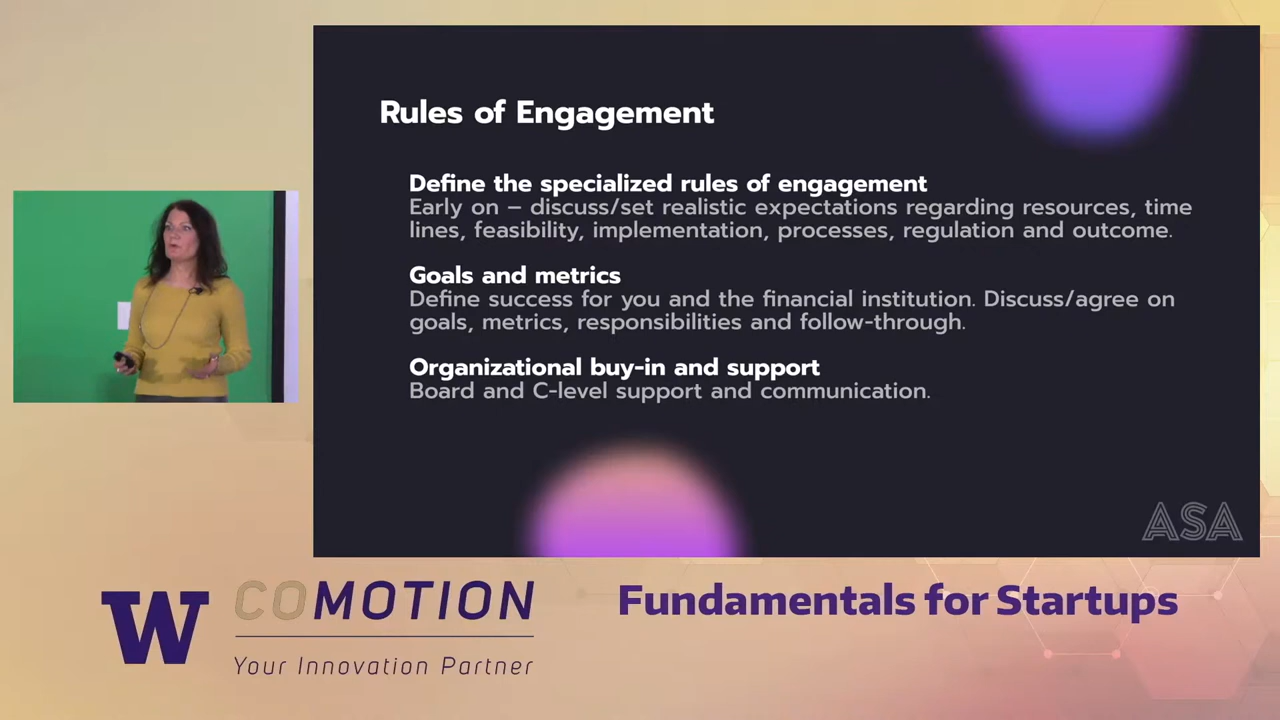 Rules of Engagement
Define the specialized rules of engagement
Early on – discuss/set realistic expectations regarding resources, time
lines, feasibility, implementation, processes, regulation and outcome.
Goals and metrics
Define success for you and the financial institution. Discuss/agree on
goals, metrics, responsibilities and follow-through.
Organizational buy-in and support
Board and C-level support and communication.
ASA
W COMOTION
Your Innovation Partner
Fundamentals for Startups